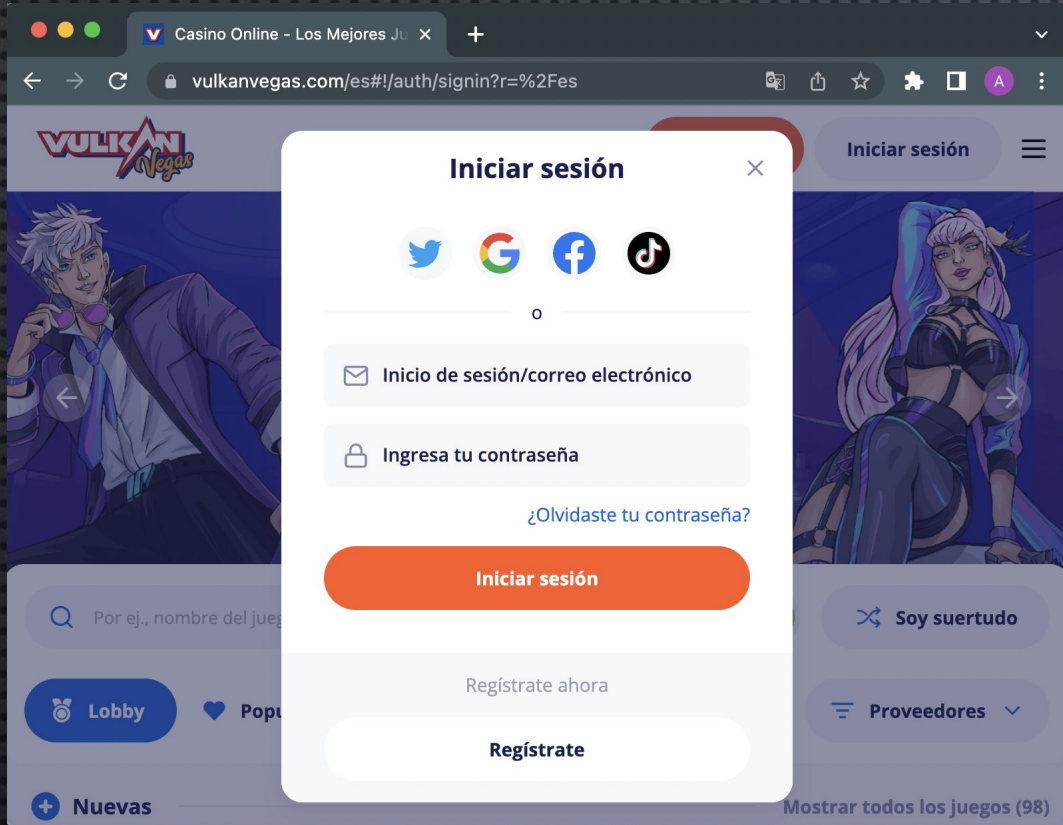 Casino Online - Los Mejores Ju
vulkanvegas.com/es#!/auth/signin?r=%2Fes
A
VULKAN
Vegas
Iniciar sesión
Iniciar sesión
o
Inicio de sesión/correo electrónico
Ingresa tu contraseña
¿Olvidaste tu contraseña?
Iniciar sesión
Por ej., nombre del jueg
Soy suertudo
Regístrate ahora
Lobby
Popu
Proveedores
Regístrate
Nuevas
Mostrar todos los juegos (98)